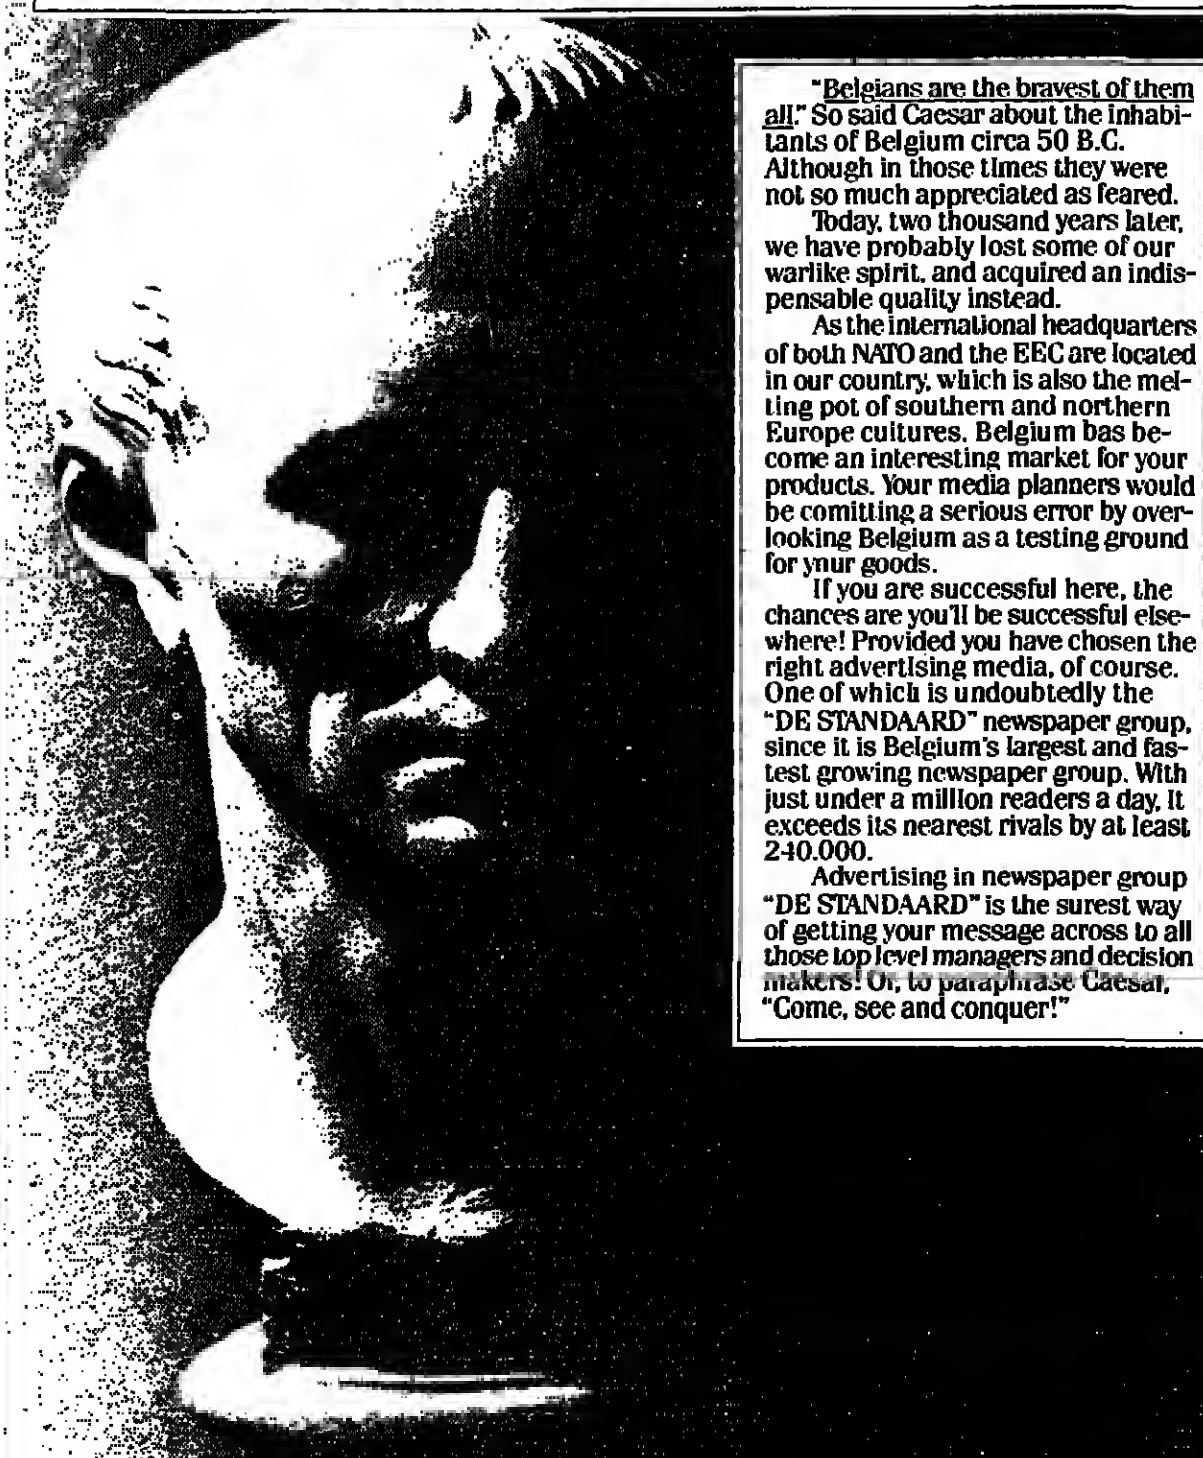 "Belgians are the bravest of them
all." So said Caesar about the inhabi-
tants of Belgium circa 50 B.C.
Although in those times they were
not so much appreciated as feared.
Today, two thousand years later,
we have probably lost some of our
warlike spirit, and acquired an indis-
pensable quality instead.
As the international headquarters
of both NATO and the EEC are located
in our country, which is also the mel-
ting pot of southern and northern
Europe cultures. Belgium has be-
come an interesting market for your
products. Your media planners would
be comitting a serious error by over-
looking Belgium as a testing ground
for your goods.
If you are successful here, the
chances are you'll be successful else-
where! Provided you have chosen the
right advertising media, of course.
One of which is undoubtedly the
"DE STANDAARD" newspaper group,
since it is Belgium's largest and fas-
test growing newspaper group. With
just under a million readers a day, it
exceeds its nearest rivals by at least
240.000.
Advertising in newspaper group
"DE STANDAARD" is the surest way
of getting your message across to all
those top level managers and decision
makers! Or, to paraphrase Caesar,
"Come, see and conquer!"